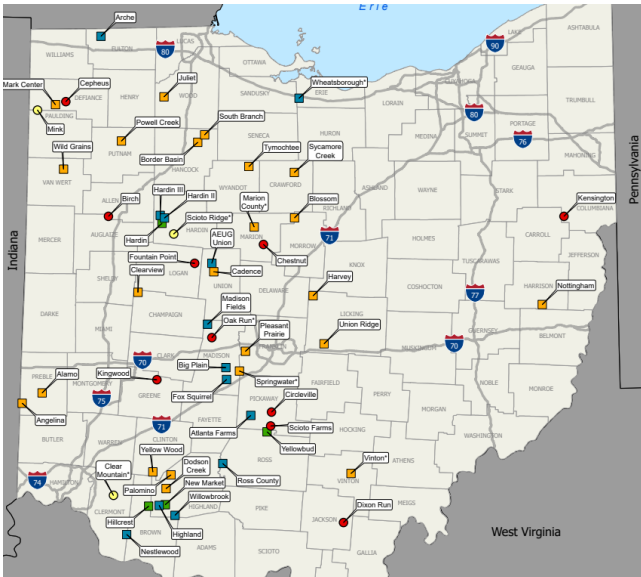 Erie
Arche
LAKE
ASHTABULA
WILLIAMS
FULTON
LUCAS
80
90
OTTAWA
GEAUGA
Mark Center
Cepheus
Juliet
Wheatsborough*
DEFIANCE
HENRY
WOOD
SANDUSKY
ERIE
LORAIN
TRUMBULL
PAULDING
Mink
Powell Creek
South Branch
80
PORTAGE
SUMMIT
MEDINA
HURON
SENECA
76
Wild Grains
PUTNAM
Border Basin
Tymochtee
Sycamore
Creek
MAHONING
HANCOCK
VAN WERT
Pennsylvania
ALLEN
Birch
Hardin III
Hardin II
WYANDOT
CRAWFORD
ASHLAND
WAYNE
STARK
Marion
County*
Blossom
RICHLAND
Kensington
COLUMBIANA
Scioto Ridge*
HARDIN
Hardin
MARION
AUGLAIZE
MERCER
AEUG
Union
71
CARROLL
HOLMES
Indiana
Fountain Point
Chestnut
MORROW
JEFFERSON
Clearview
LOGAN
Cadence
KNOX
TUSCARAWAS
SHELBY
UNION
DELAWARE
Harvey
COSHOCTON
77
HARRISON
Nottingham
Madison
Fields
DARKE
CHAMPAIGN
LICKING
Oak Run*
Pleasant
Prairie
Union Ridge
GUERNSEY
MIAMI
BELMONT
70
CLARK
MADISON
FRANKLIN
MUSKINGUM
70
PREBLE
Alamo
Kingwood
Big Plain
MONTGOMERY
75
GREENE
Fox Squirrel
Springwater*
FAIRFIELD
NOBLE
MONROE
Angelina
Circleville
PICKAWAY
PERRY
MORGAN
BUTLER
WARREN
71
CLINTON
FAYETTE
Atlanta Farms
Scioto Farms
HOCKING
WASHINGTON
Yellow Wood
Yellowbud
ROSS
Clear
Mountain*
Dodson
Creek
Vinton*
ATHENS
74
HAMILTON
Palomino
New Market
Ross County
VINTON
CLERMONT
Willowbrook
Dixon Run
MEIGS
Hillcrest
HIGHLAND
PIKE
BROWN
Highland
JACKSON
West Virginia
Nestlewood
ADAMS
SCIOTO
GALLIA